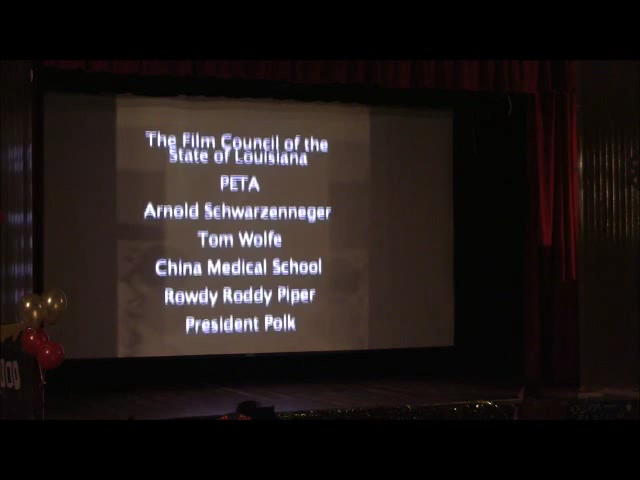 The Film Council of the
State of Louisiana
PETA
Arnold Schwarzenneger
Tom Wolfe
China Medical School
Rowdy Roddy Piper
President Polk